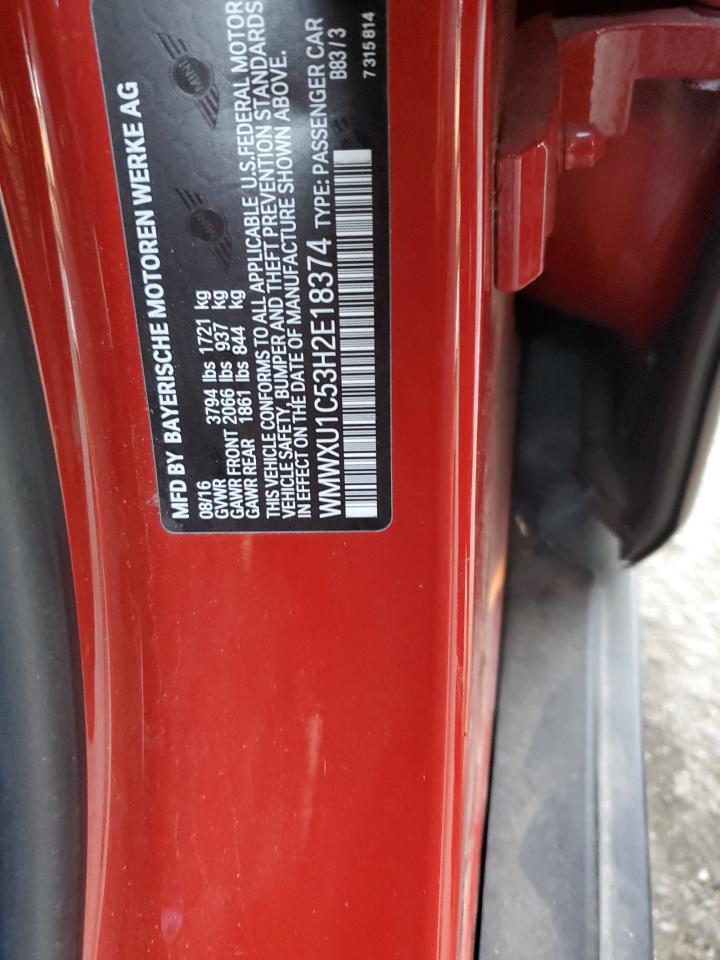 MFD BY BAYERISCHE MOTOREN WERKE AG
08/16
GVWR 3794 lbs 1721 kg
GAWR FRONT 2066 lbs 937 kg
GAWR REAR 1861 lbs 844 kg
THIS VEHICLE CONFORMS TO ALL APPLICABLE U.S. FEDERAL MOTOR
VEHICLE SAFETY, BUMPER AND THEFT PREVENTION STANDARDS
IN EFFECT ON THE DATE OF MANUFACTURE SHOWN ABOVE.
WMWXU1C53H2E18374 TYPE: PASSENGER CAR
B83 / 3
7 315 814
MINI
MINI